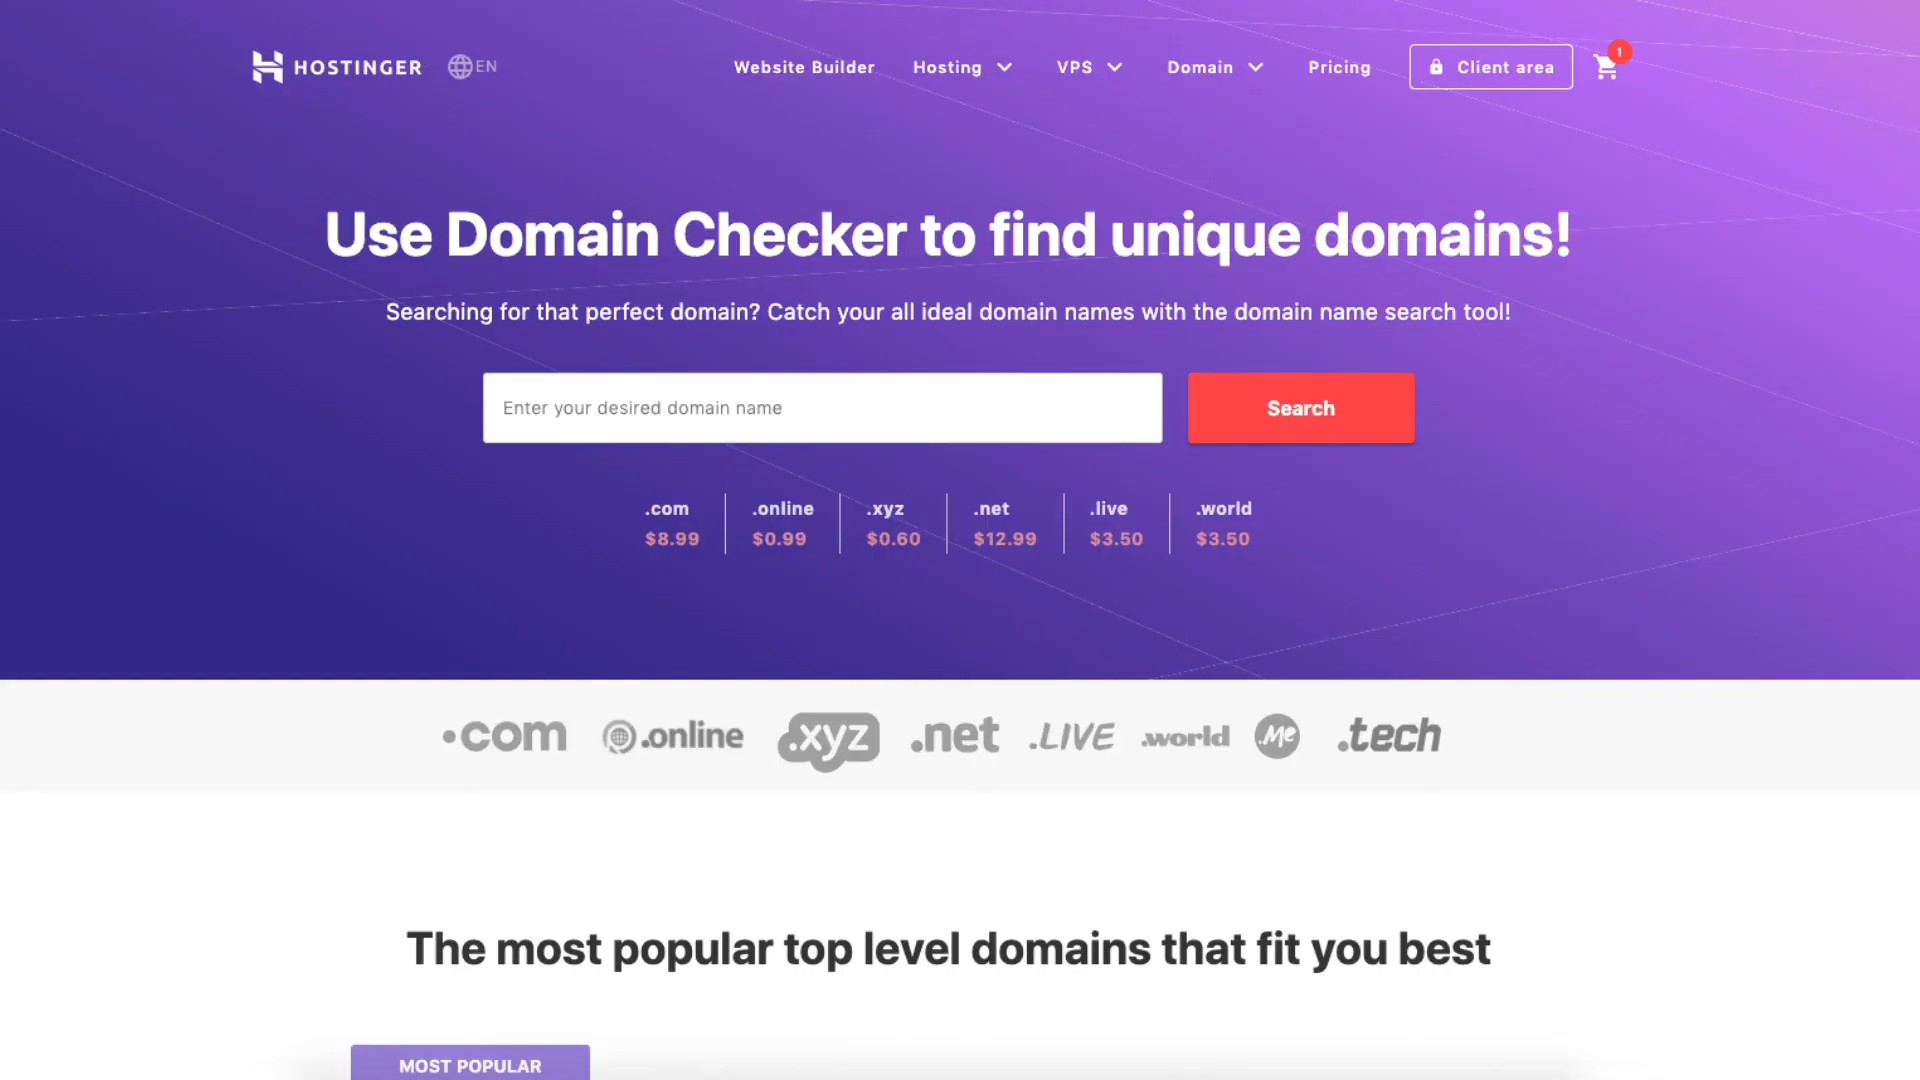 HOSTINGER EN Website Builder Hosting VPS Domain Pricing Client area 1
Use Domain Checker to find unique domains!
Searching for that perfect domain? Catch your all ideal domain names with the domain name search tool!
Enter your desired domain name Search
.com .online .xyz .net .live .world
$8.99 $0.99 $0.60 $12.99 $3.50 $3.50
.com .online .xyz .net .LIVE .world .Me .tech
The most popular top level domains that fit you best
MOST POPULAR